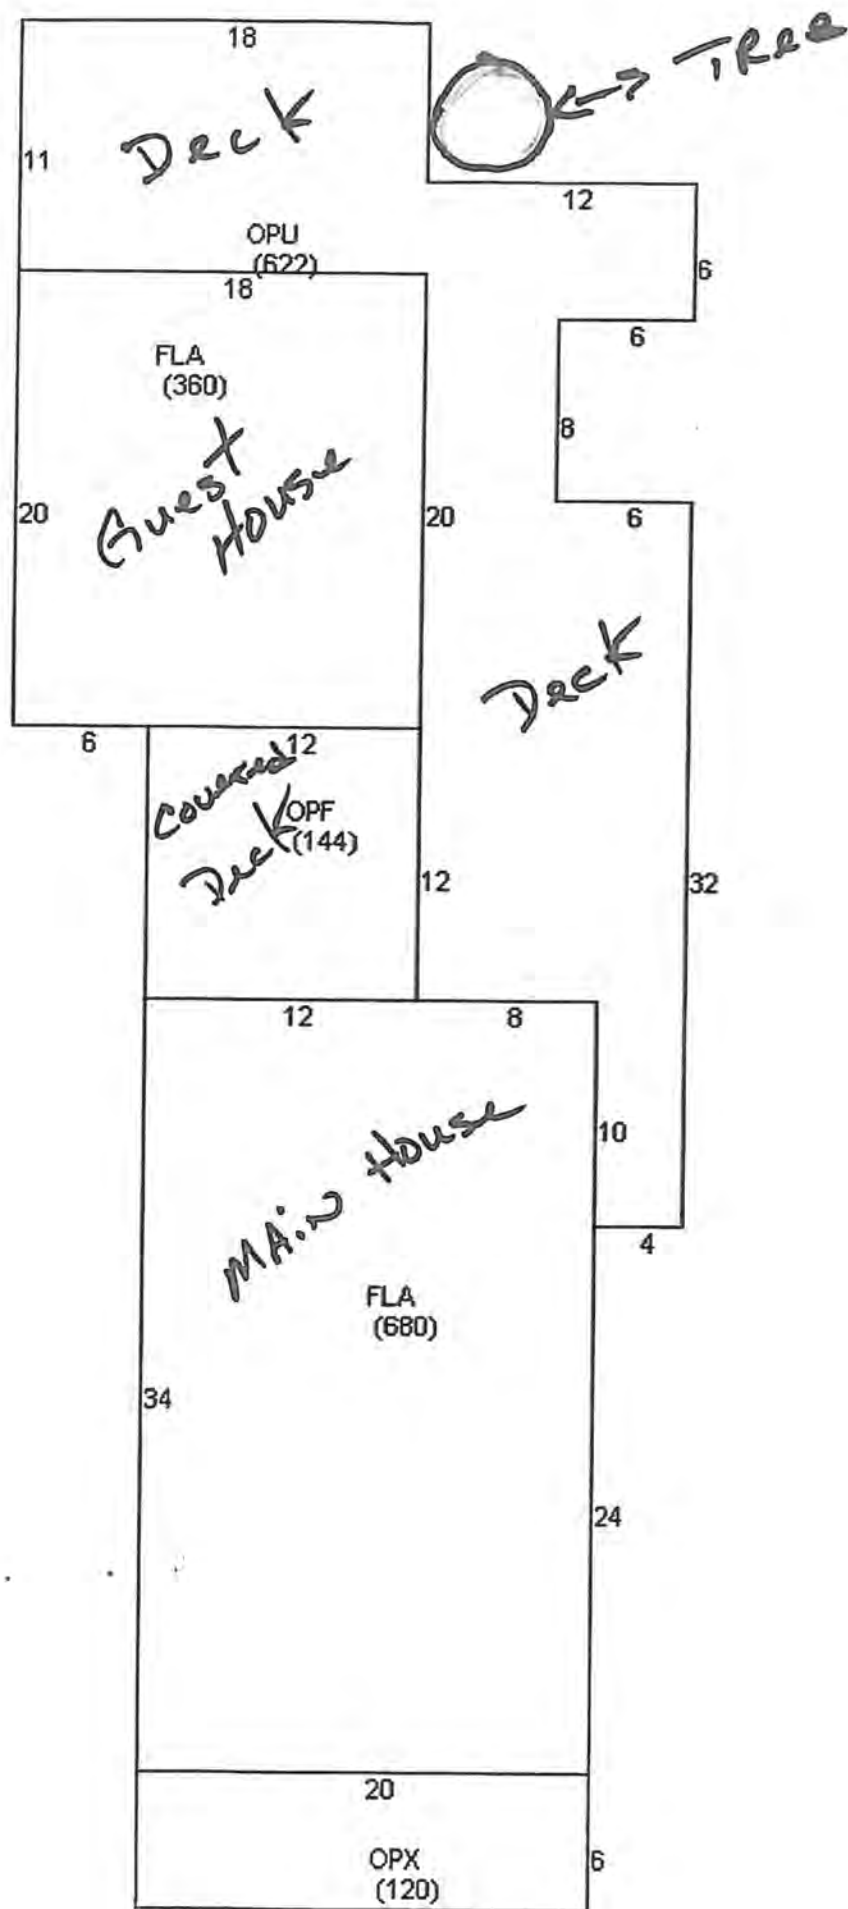 18
TRee
Deck
11
12
OPU
(622)
18
6
6
FLA
(360)
8
Guest
House
20
20
6
Deck
6
12
Covered
Deck
OPF
(144)
12
32
12
8
Main House
10
4
FLA
(680)
34
24
20
OPX
(120)
6